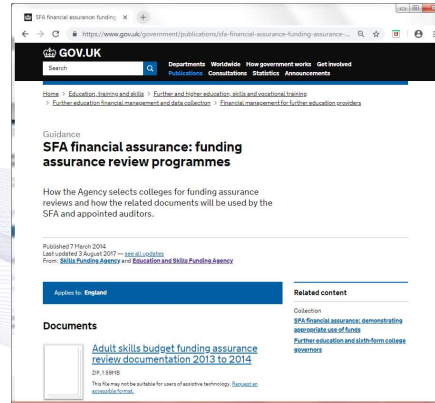 SFA financial assurance: funding
https://www.gov.uk/government/publications/sfa-financial-assurance-funding-assurance-...
GOV.UK
Search
Departments Worldwide How government works Get involved
Publications Consultations Statistics Announcements
Home > Education, training and skills > Further and higher education, skills and vocational training
> Further education financial management and data collection > Financial management for further education providers
Guidance
SFA financial assurance: funding
assurance review programmes
How the Agency selects colleges for funding assurance
reviews and how the related documents will be used by the
SFA and appointed auditors.
Published 7 March 2014
Last updated 3 August 2017 — see all updates
From: Skills Funding Agency and Education and Skills Funding Agency
Applies to: England
Related content
Collection
SFA financial assurance: demonstrating
appropriate use of funds
Further education and sixth-form college
governors
Documents
Adult skills budget funding assurance
review documentation 2013 to 2014
ZIP, 1.59MB
This file may not be suitable for users of assistive technology. Request an
accessible format.